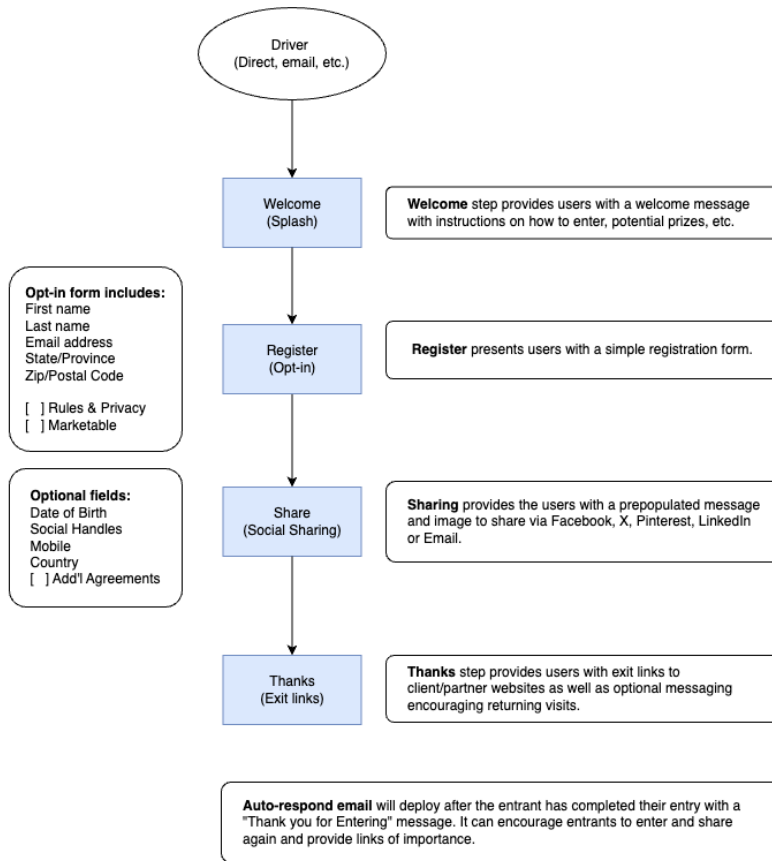 Driver
(Direct, email, etc.)
Welcome
(Splash)
Welcome step provides users with a welcome message
with instructions on how to enter, potential prizes, etc.
Opt-in form includes:
First name
Last name
Email address
State/Province
Zip/Postal Code
[ ] Rules & Privacy
[ ] Marketable
Register
(Opt-in)
Register presents users with a simple registration form.
Optional fields:
Date of Birth
Social Handles
Mobile
Country
[ ] Add'l Agreements
Share
(Social Sharing)
Sharing provides the users with a prepopulated message
and image to share via Facebook, X, Pinterest, LinkedIn
or Email.
Thanks
(Exit links)
Thanks step provides users with exit links to
client/partner websites as well as optional messaging
encouraging returning visits.
Auto-respond email will deploy after the entrant has completed their entry with a
"Thank you for Entering" message. It can encourage entrants to enter and share
again and provide links of importance.